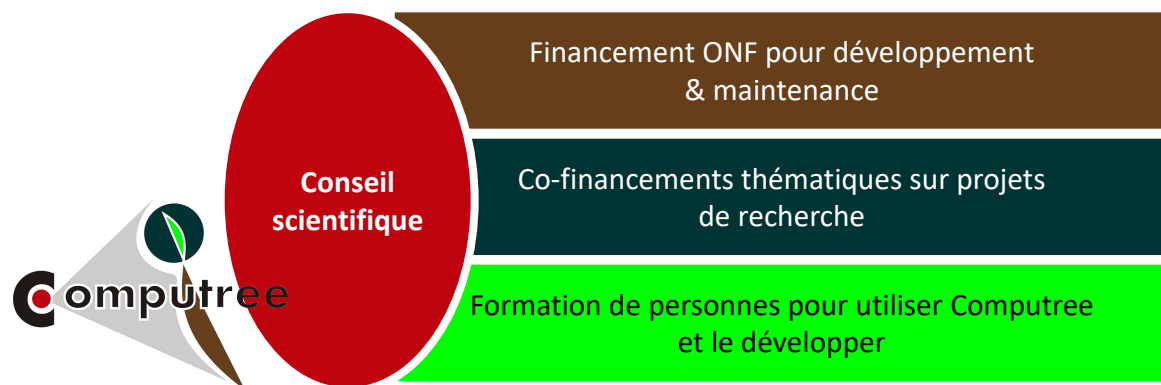 Financement ONF pour développement
& maintenance
Conseil
scientifique
Co-financements thématiques sur projets
de recherche
Computree
Formation de personnes pour utiliser Computree
et le développer